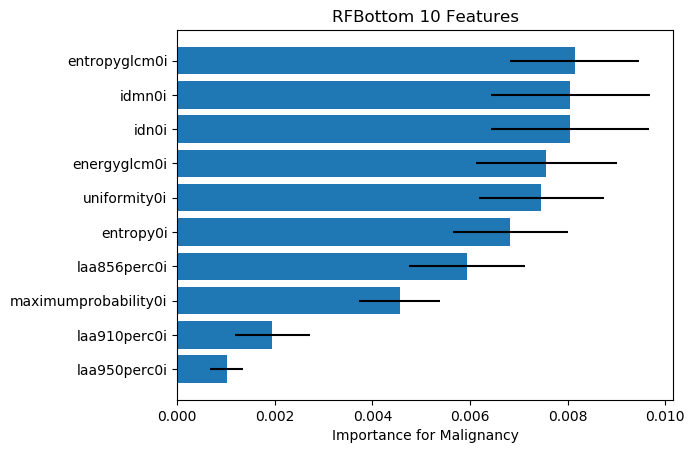 RFBottom 10 Features
entropyglcm0i
idmn0i
idn0i
energyglcm0i
uniformity0i
entropy0i
laa856perc0i
maximumprobability0i
laa910perc0i
laa950perc0i
0.000 0.002 0.004 0.006 0.008 0.010
Importance for Malignancy